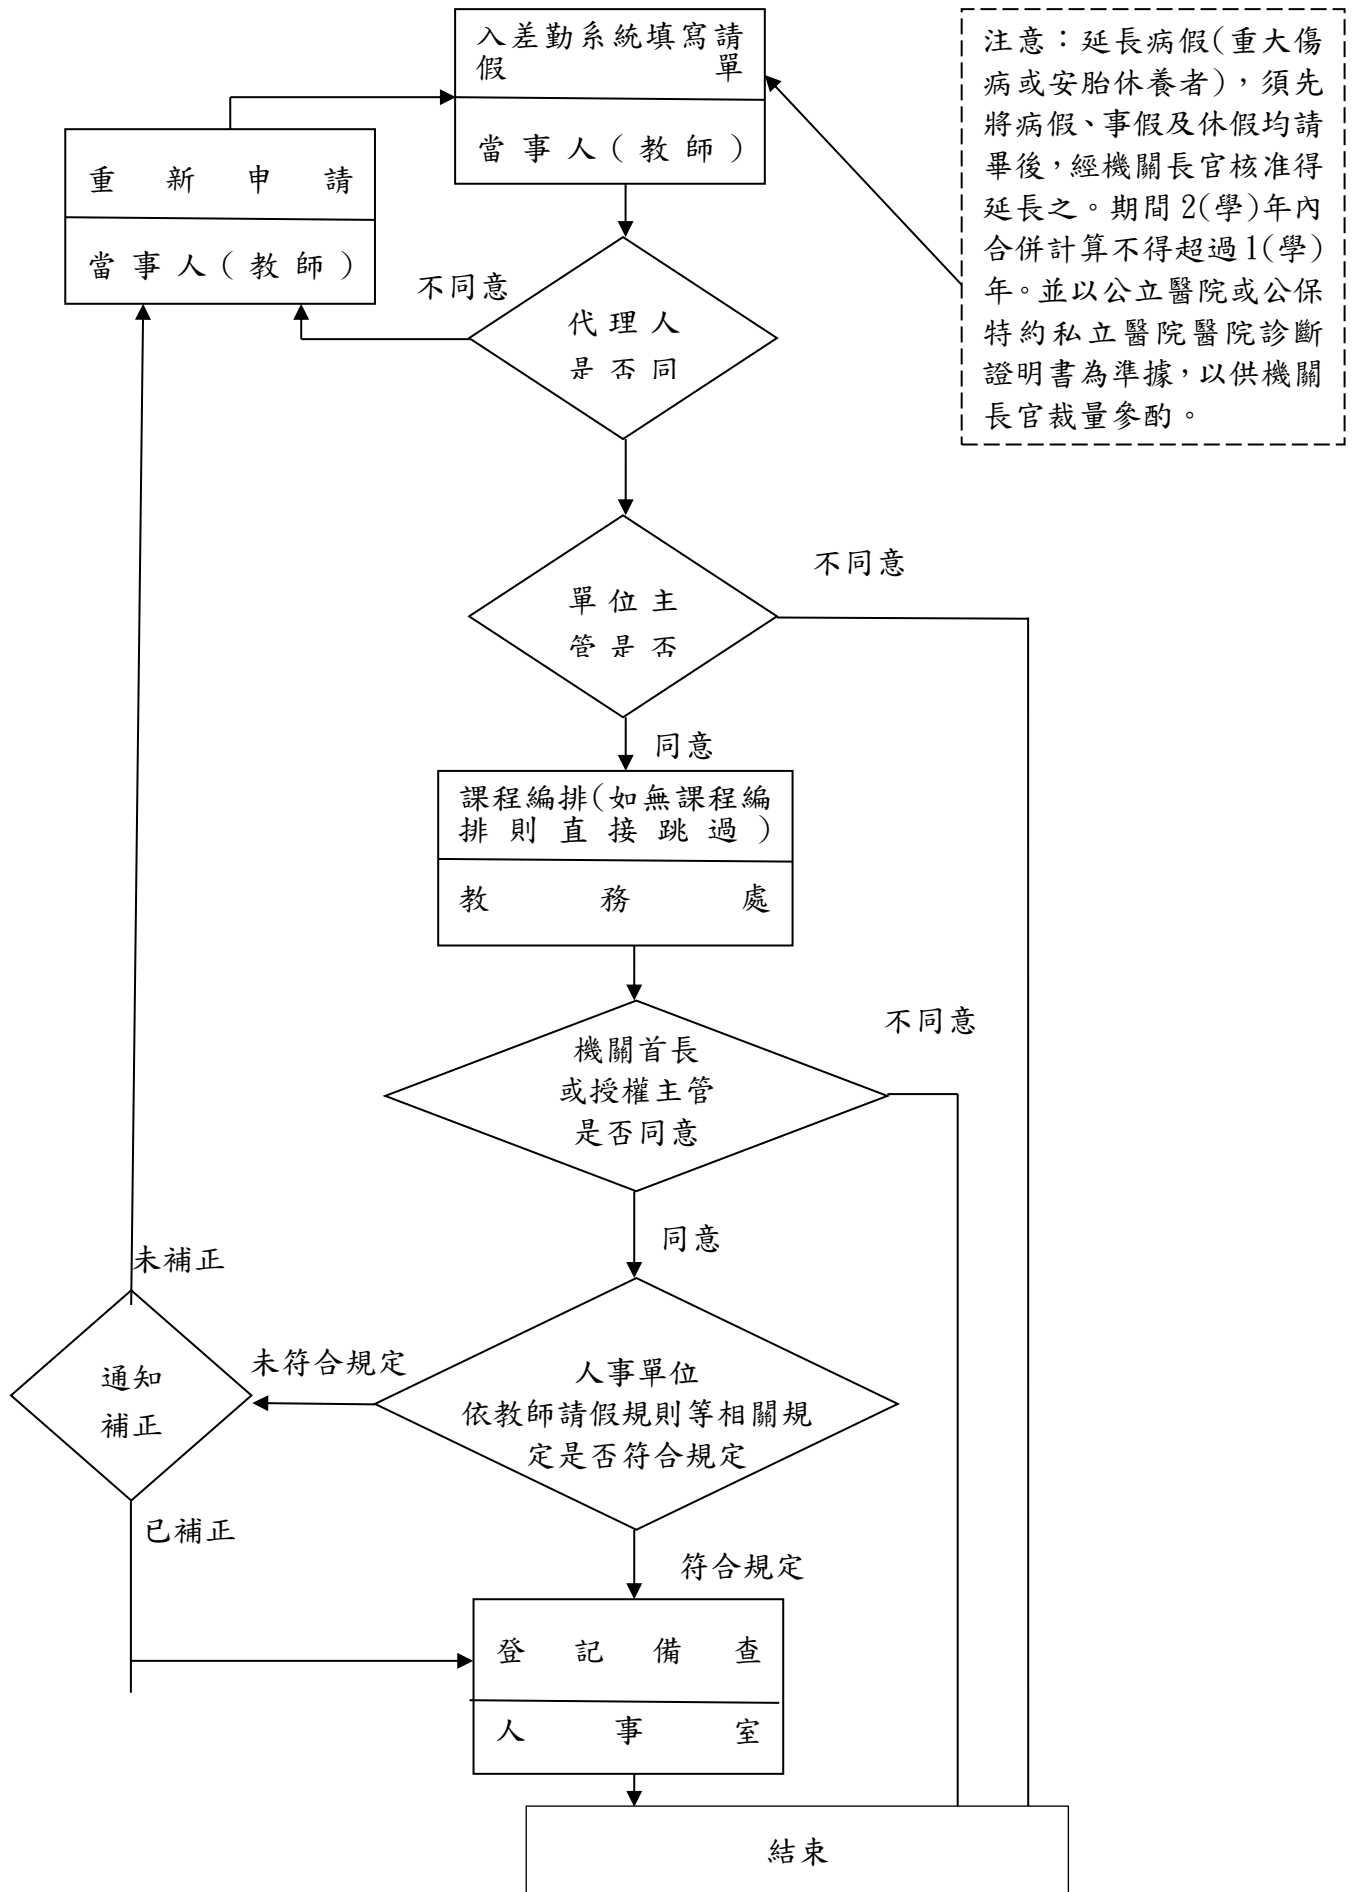 入差勤系統填寫請
假單
當事人(教師)
注意：延長病假(重大傷
病或安胎休養者)，須先
將病假、事假及休假均請
畢後，經機關長官核准得
延長之。期間2(學)年內
合併計算不得超過1(學)
年。並以公立醫院或公保
特約私立醫院醫院診斷
證明書為準據，以供機關
長官裁量參酌。
重新申請
當事人(教師)
不同意
代理人
是否同
不同意
單位主
管是否
同意
課程編排(如無課程編
排則直接跳過)
教務處
不同意
機關首長
或授權主管
是否同意
同意
未補正
通知
補正
未符合規定
人事單位
依教師請假規則等相關規
定是否符合規定
已補正
符合規定
登記備查
人事室
結束